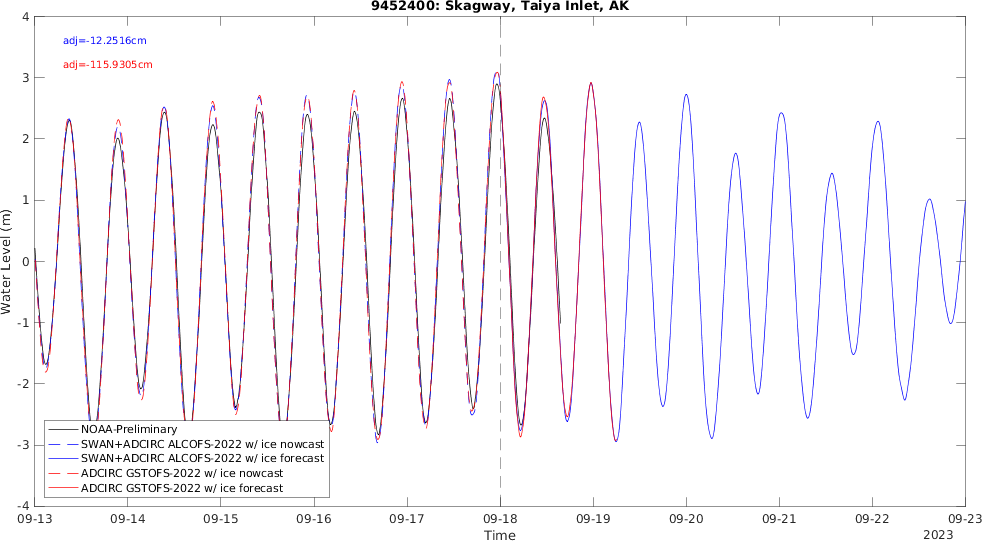 9452400: Skagway, Taiya Inlet, AK
adj=-12.2516cm
adj=-115.9305cm
4
3
2
1
0
-1
-2
-3
-4
Water Level (m)
NOAA-Preliminary
SWAN+ADCIRC ALCOFS-2022 w/ ice nowcast
SWAN+ADCIRC ALCOFS-2022 w/ ice forecast
ADCIRC GSTOFS-2022 w/ ice nowcast
ADCIRC GSTOFS-2022 w/ ice forecast
09-13 09-14 09-15 09-16 09-17 09-18 09-19 09-20 09-21 09-22 09-23
Time
2023